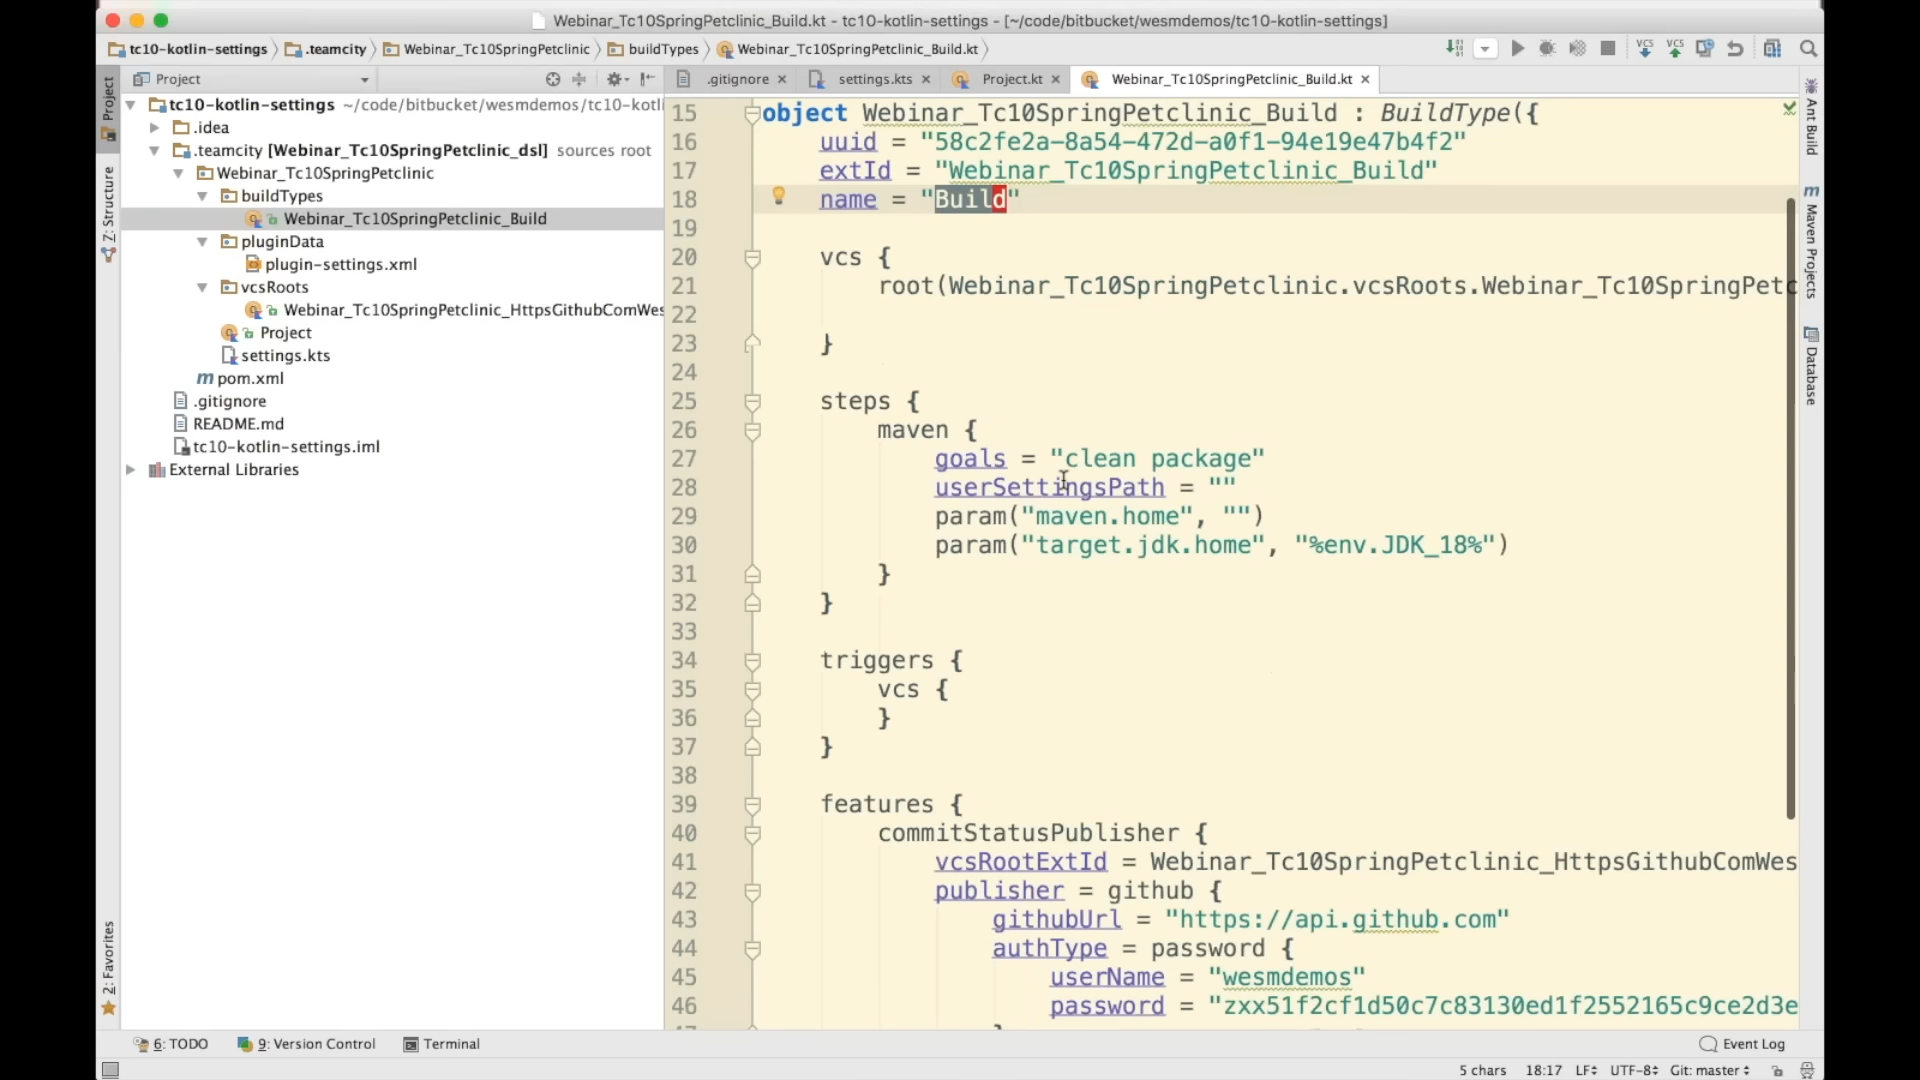 Webinar_Tc10SpringPetclinic_Build.kt - tc10-kotlin-settings - [~/code/bitbucket/wesmdemos/tc10-kotlin-settings]
tc10-kotlin-settings .teamcity Webinar_Tc10SpringPetclinic buildTypes Webinar_Tc10SpringPetclinic_Build.kt
Project
.gitignore settings.kts Project.kt Webinar_Tc10SpringPetclinic_Build.kt
Project
Z: Structure
2: Favorites
tc10-kotlin-settings ~/code/bitbucket/wesmdemos/tc10-kotl
.idea
.teamcity [Webinar_Tc10SpringPetclinic_dsl] sources root
Webinar_Tc10SpringPetclinic
buildTypes
Webinar_Tc10SpringPetclinic_Build
pluginData
plugin-settings.xml
vcsRoots
Webinar_Tc10SpringPetclinic_HttpsGithubComWes
Project
settings.kts
m pom.xml
.gitignore
README.md
tc10-kotlin-settings.iml
External Libraries
15 object Webinar_Tc10SpringPetclinic_Build : BuildType({
16 uuid = "58c2fe2a-8a54-472d-a0f1-94e19e47b4f2"
17 extId = "Webinar_Tc10SpringPetclinic_Build"
18 name = "Build"
19
20 vcs {
21 root(Webinar_Tc10SpringPetclinic.vcsRoots.Webinar_Tc10SpringPetc
22
23 }
24
25 steps {
26 maven {
27 goals = "clean package"
28 userSettingsPath = ""
29 param("maven.home", "")
30 param("target.jdk.home", "%env.JDK_18%")
31 }
32 }
33
34 triggers {
35 vcs {
36 }
37 }
38
39 features {
40 commitStatusPublisher {
41 vcsRootExtId = Webinar_Tc10SpringPetclinic_HttpsGithubComWes
42 publisher = github {
43 githubUrl = "https://api.github.com"
44 authType = password {
45 userName = "wesmdemos"
46 password = "zxx51f2cf1d50c7c83130ed1f2552165c9ce2d3e
Ant Build
m Maven Projects
Database
6: TODO 9: Version Control Terminal Event Log
5 chars 18:17 LF UTF-8 Git: master